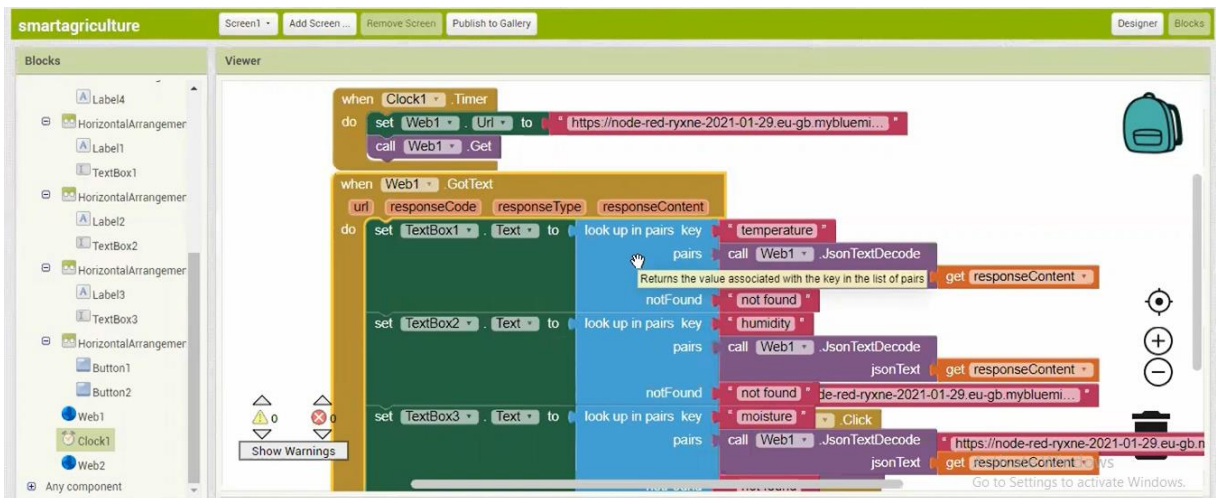 smartagriculture Screen1 Add Screen ... Remove Screen Publish to Gallery Designer Blocks
Blocks
Label4
HorizontalArrangemen
Label1
TextBox1
HorizontalArrangemen
Label2
TextBox2
HorizontalArrangemen
Label3
TextBox3
HorizontalArrangemen
Button1
Button2
Web1
Clock1
Web2
Any component
Viewer
when Clock1 .Timer
do set Web1 . Url to " https://node-red-ryxne-2021-01-29.eu-gb.mybluemi... "
call Web1 .Get
when Web1 .GotText
url responseCode responseType responseContent
do set TextBox1 . Text to look up in pairs key " temperature "
pairs call Web1 .JsonTextDecode
Returns the value associated with the key in the list of pairs get responseContent
notFound " not found "
set TextBox2 . Text to look up in pairs key " humidity "
pairs call Web1 .JsonTextDecode
jsonText get responseContent
notFound " not found " de-red-ryxne-2021-01-29.eu-gb.mybluemi... "
set TextBox3 . Text to look up in pairs key " moisture " .Click
pairs call Web1 .JsonTextDecode " https://node-red-ryxne-2021-01-29.eu-gb.n
jsonText get responseContent
0 0
Show Warnings
Go to Settings to activate Windows.